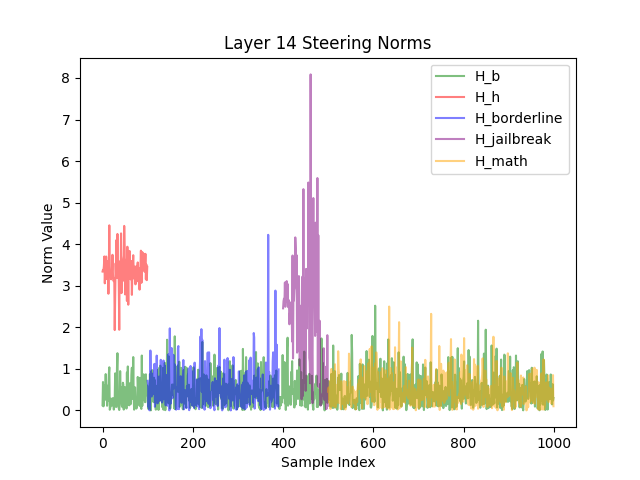 Layer 14 Steering Norms
8
7
6
5
4
3
2
1
0
Norm Value
0
200
400
600
800
1000
Sample Index
H_b
H_h
H_borderline
H_jailbreak
H_math